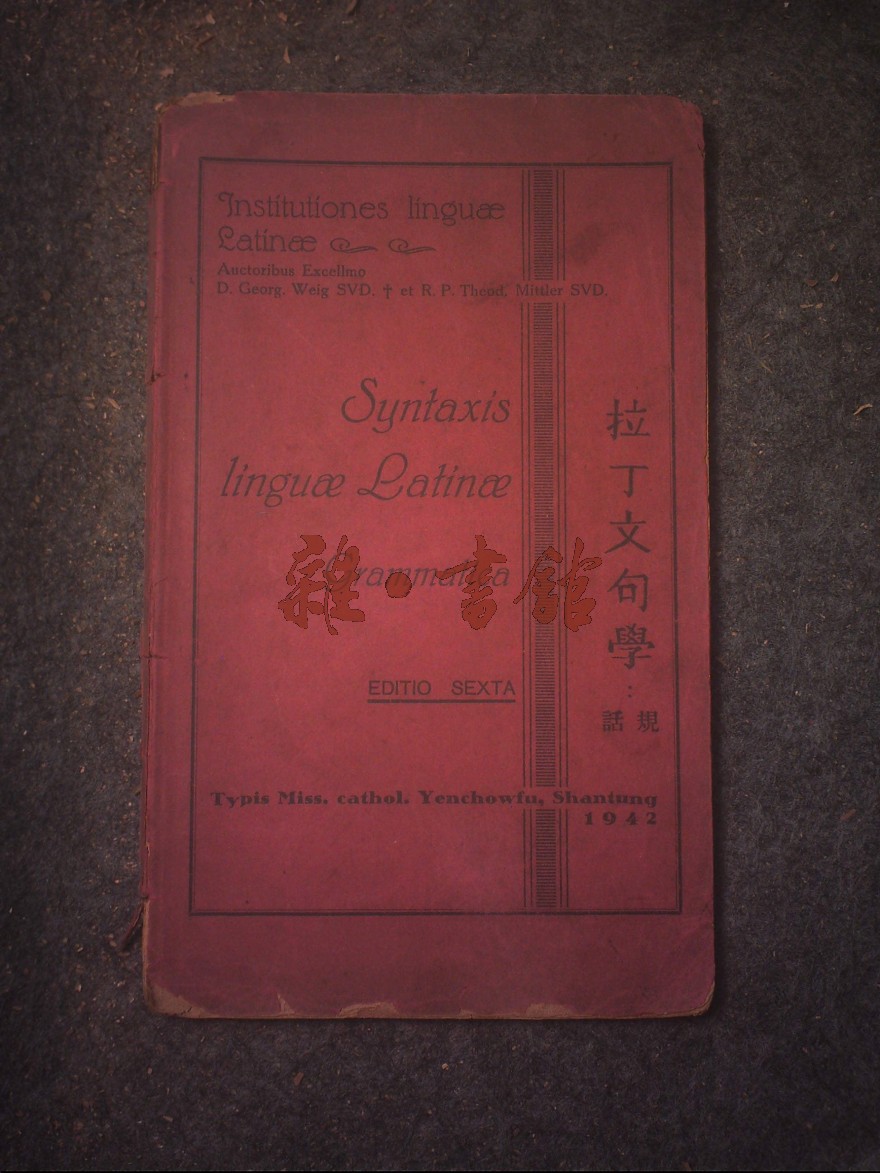 Institutiones linguæ
Latinæ
Auctoribus Excellmo
D. Georg. Weig SVD. † et R. P. Theod. Mittler SVD.
Syntaxis
linguæ Latinæ
Grammatica
EDITIO SEXTA
Typis Miss. cathol. Yenchowfu, Shantung
1942
拉丁文句學:
規話
雜·書館